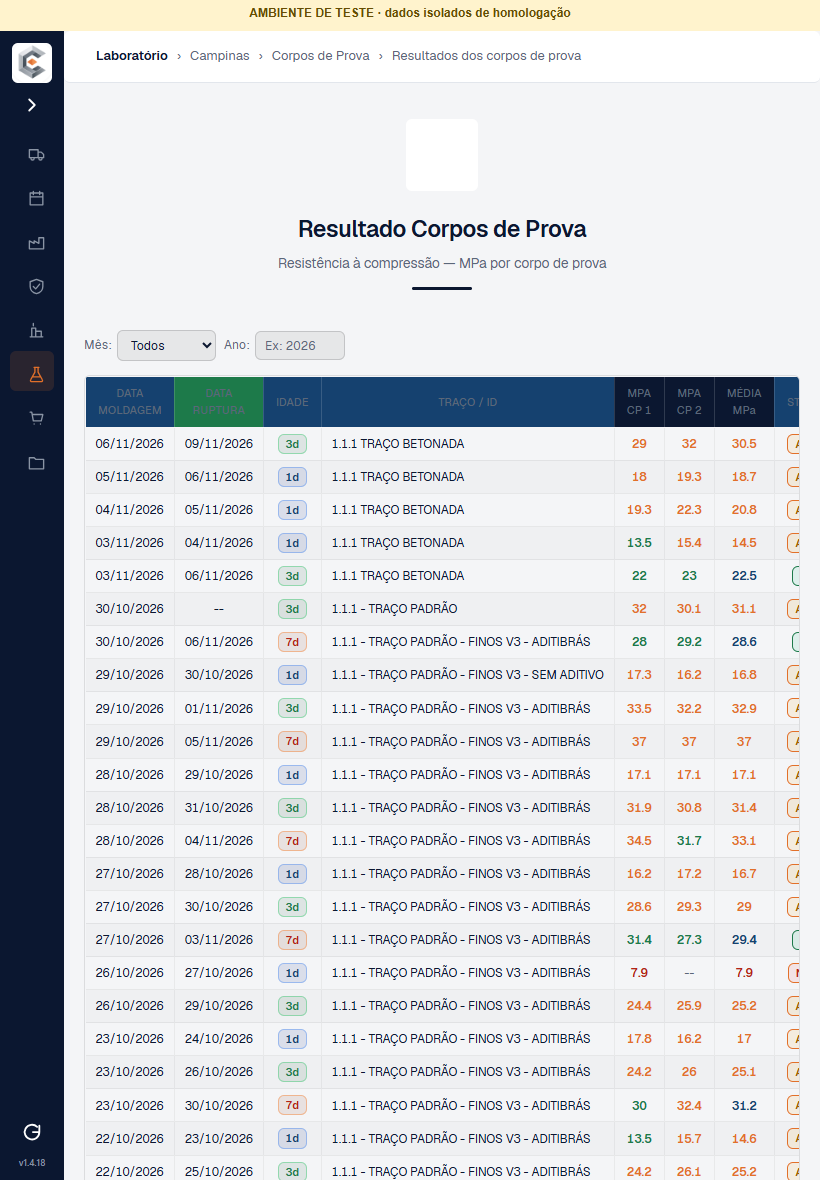 AMBIENTE DE TESTE · dados isolados de homologação
Laboratório › Campinas › Corpos de Prova › Resultados dos corpos de prova
Resultado Corpos de Prova
Resistência à compressão — MPa por corpo de prova
Mês: Todos Ano: Ex: 2026
DATA MOLDAGEM DATA RUPTURA IDADE TRAÇO / ID MPA CP 1 MPA CP 2 MÉDIA MPa ST
06/11/2026 09/11/2026 3d 1.1.1 TRAÇO BETONADA 29 32 30.5
05/11/2026 06/11/2026 1d 1.1.1 TRAÇO BETONADA 18 19.3 18.7
04/11/2026 05/11/2026 1d 1.1.1 TRAÇO BETONADA 19.3 22.3 20.8
03/11/2026 04/11/2026 1d 1.1.1 TRAÇO BETONADA 13.5 15.4 14.5
03/11/2026 06/11/2026 3d 1.1.1 TRAÇO BETONADA 22 23 22.5
30/10/2026 -- 3d 1.1.1 - TRAÇO PADRÃO 32 30.1 31.1
30/10/2026 06/11/2026 7d 1.1.1 - TRAÇO PADRÃO - FINOS V3 - ADITIBRÁS 28 29.2 28.6
29/10/2026 30/10/2026 1d 1.1.1 - TRAÇO PADRÃO - FINOS V3 - SEM ADITIVO 17.3 16.2 16.8
29/10/2026 01/11/2026 3d 1.1.1 - TRAÇO PADRÃO - FINOS V3 - ADITIBRÁS 33.5 32.2 32.9
29/10/2026 05/11/2026 7d 1.1.1 - TRAÇO PADRÃO - FINOS V3 - ADITIBRÁS 37 37 37
28/10/2026 29/10/2026 1d 1.1.1 - TRAÇO PADRÃO - FINOS V3 - ADITIBRÁS 17.1 17.1 17.1
28/10/2026 31/10/2026 3d 1.1.1 - TRAÇO PADRÃO - FINOS V3 - ADITIBRÁS 31.9 30.8 31.4
28/10/2026 04/11/2026 7d 1.1.1 - TRAÇO PADRÃO - FINOS V3 - ADITIBRÁS 34.5 31.7 33.1
27/10/2026 28/10/2026 1d 1.1.1 - TRAÇO PADRÃO - FINOS V3 - ADITIBRÁS 16.2 17.2 16.7
27/10/2026 30/10/2026 3d 1.1.1 - TRAÇO PADRÃO - FINOS V3 - ADITIBRÁS 28.6 29.3 29
27/10/2026 03/11/2026 7d 1.1.1 - TRAÇO PADRÃO - FINOS V3 - ADITIBRÁS 31.4 27.3 29.4
26/10/2026 27/10/2026 1d 1.1.1 - TRAÇO PADRÃO - FINOS V3 - ADITIBRÁS 7.9 -- 7.9
26/10/2026 29/10/2026 3d 1.1.1 - TRAÇO PADRÃO - FINOS V3 - ADITIBRÁS 24.4 25.9 25.2
23/10/2026 24/10/2026 1d 1.1.1 - TRAÇO PADRÃO - FINOS V3 - ADITIBRÁS 17.8 16.2 17
23/10/2026 26/10/2026 3d 1.1.1 - TRAÇO PADRÃO - FINOS V3 - ADITIBRÁS 24.2 26 25.1
23/10/2026 30/10/2026 7d 1.1.1 - TRAÇO PADRÃO - FINOS V3 - ADITIBRÁS 30 32.4 31.2
22/10/2026 23/10/2026 1d 1.1.1 - TRAÇO PADRÃO - FINOS V3 - ADITIBRÁS 13.5 15.7 14.6
22/10/2026 25/10/2026 3d 1.1.1 - TRAÇO PADRÃO - FINOS V3 - ADITIBRÁS 24.2 26.1 25.2
v1.4.18